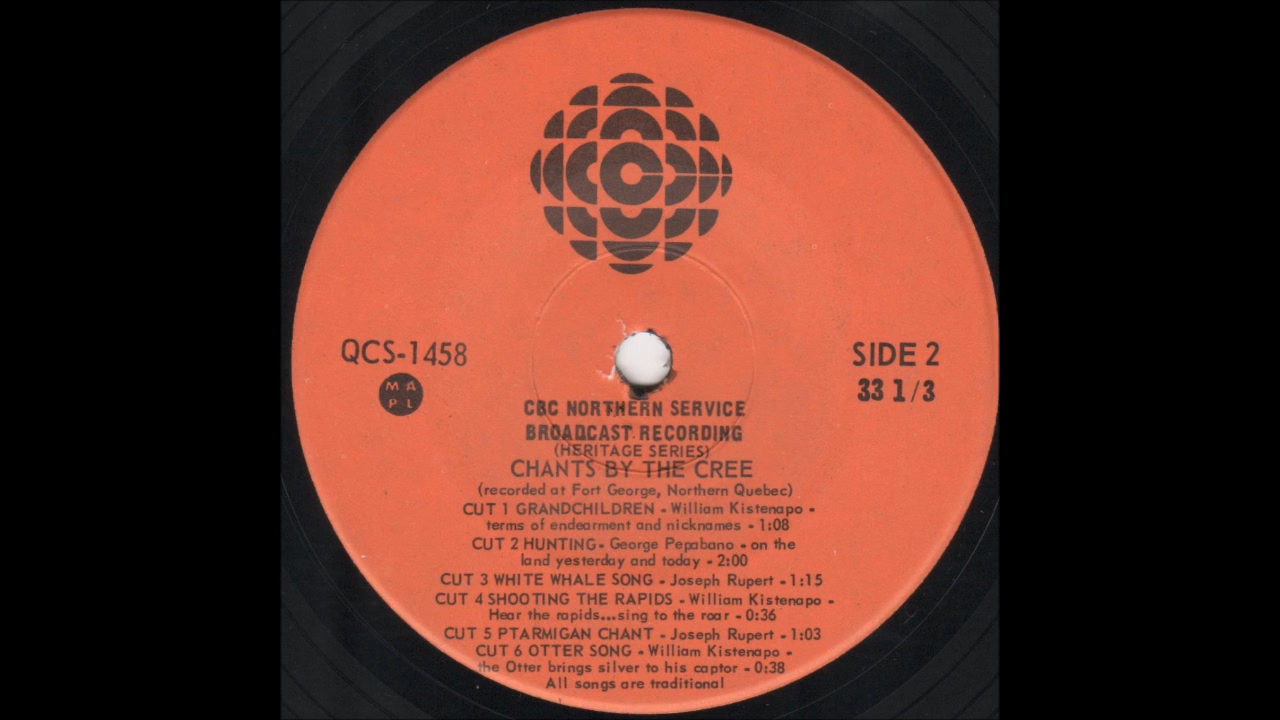 QCS-1458
SIDE 2
M A
P L
33 1/3
CBC NORTHERN SERVICE
BROADCAST RECORDING
(HERITAGE SERIES)
CHANTS BY THE CREE
(recorded at Fort George, Northern Quebec)
CUT 1 GRANDCHILDREN - William Kistenapo -
terms of endearment and nicknames - 1:08
CUT 2 HUNTING - George Pepabano - on the
land yesterday and today - 2:00
CUT 3 WHITE WHALE SONG - Joseph Rupert - 1:15
CUT 4 SHOOTING THE RAPIDS - William Kistenapo -
Hear the rapids...sing to the roar - 0:36
CUT 5 PTARMIGAN CHANT - Joseph Rupert - 1:03
CUT 6 OTTER SONG - William Kistenapo -
the Otter brings silver to his captor - 0:38
All songs are traditional